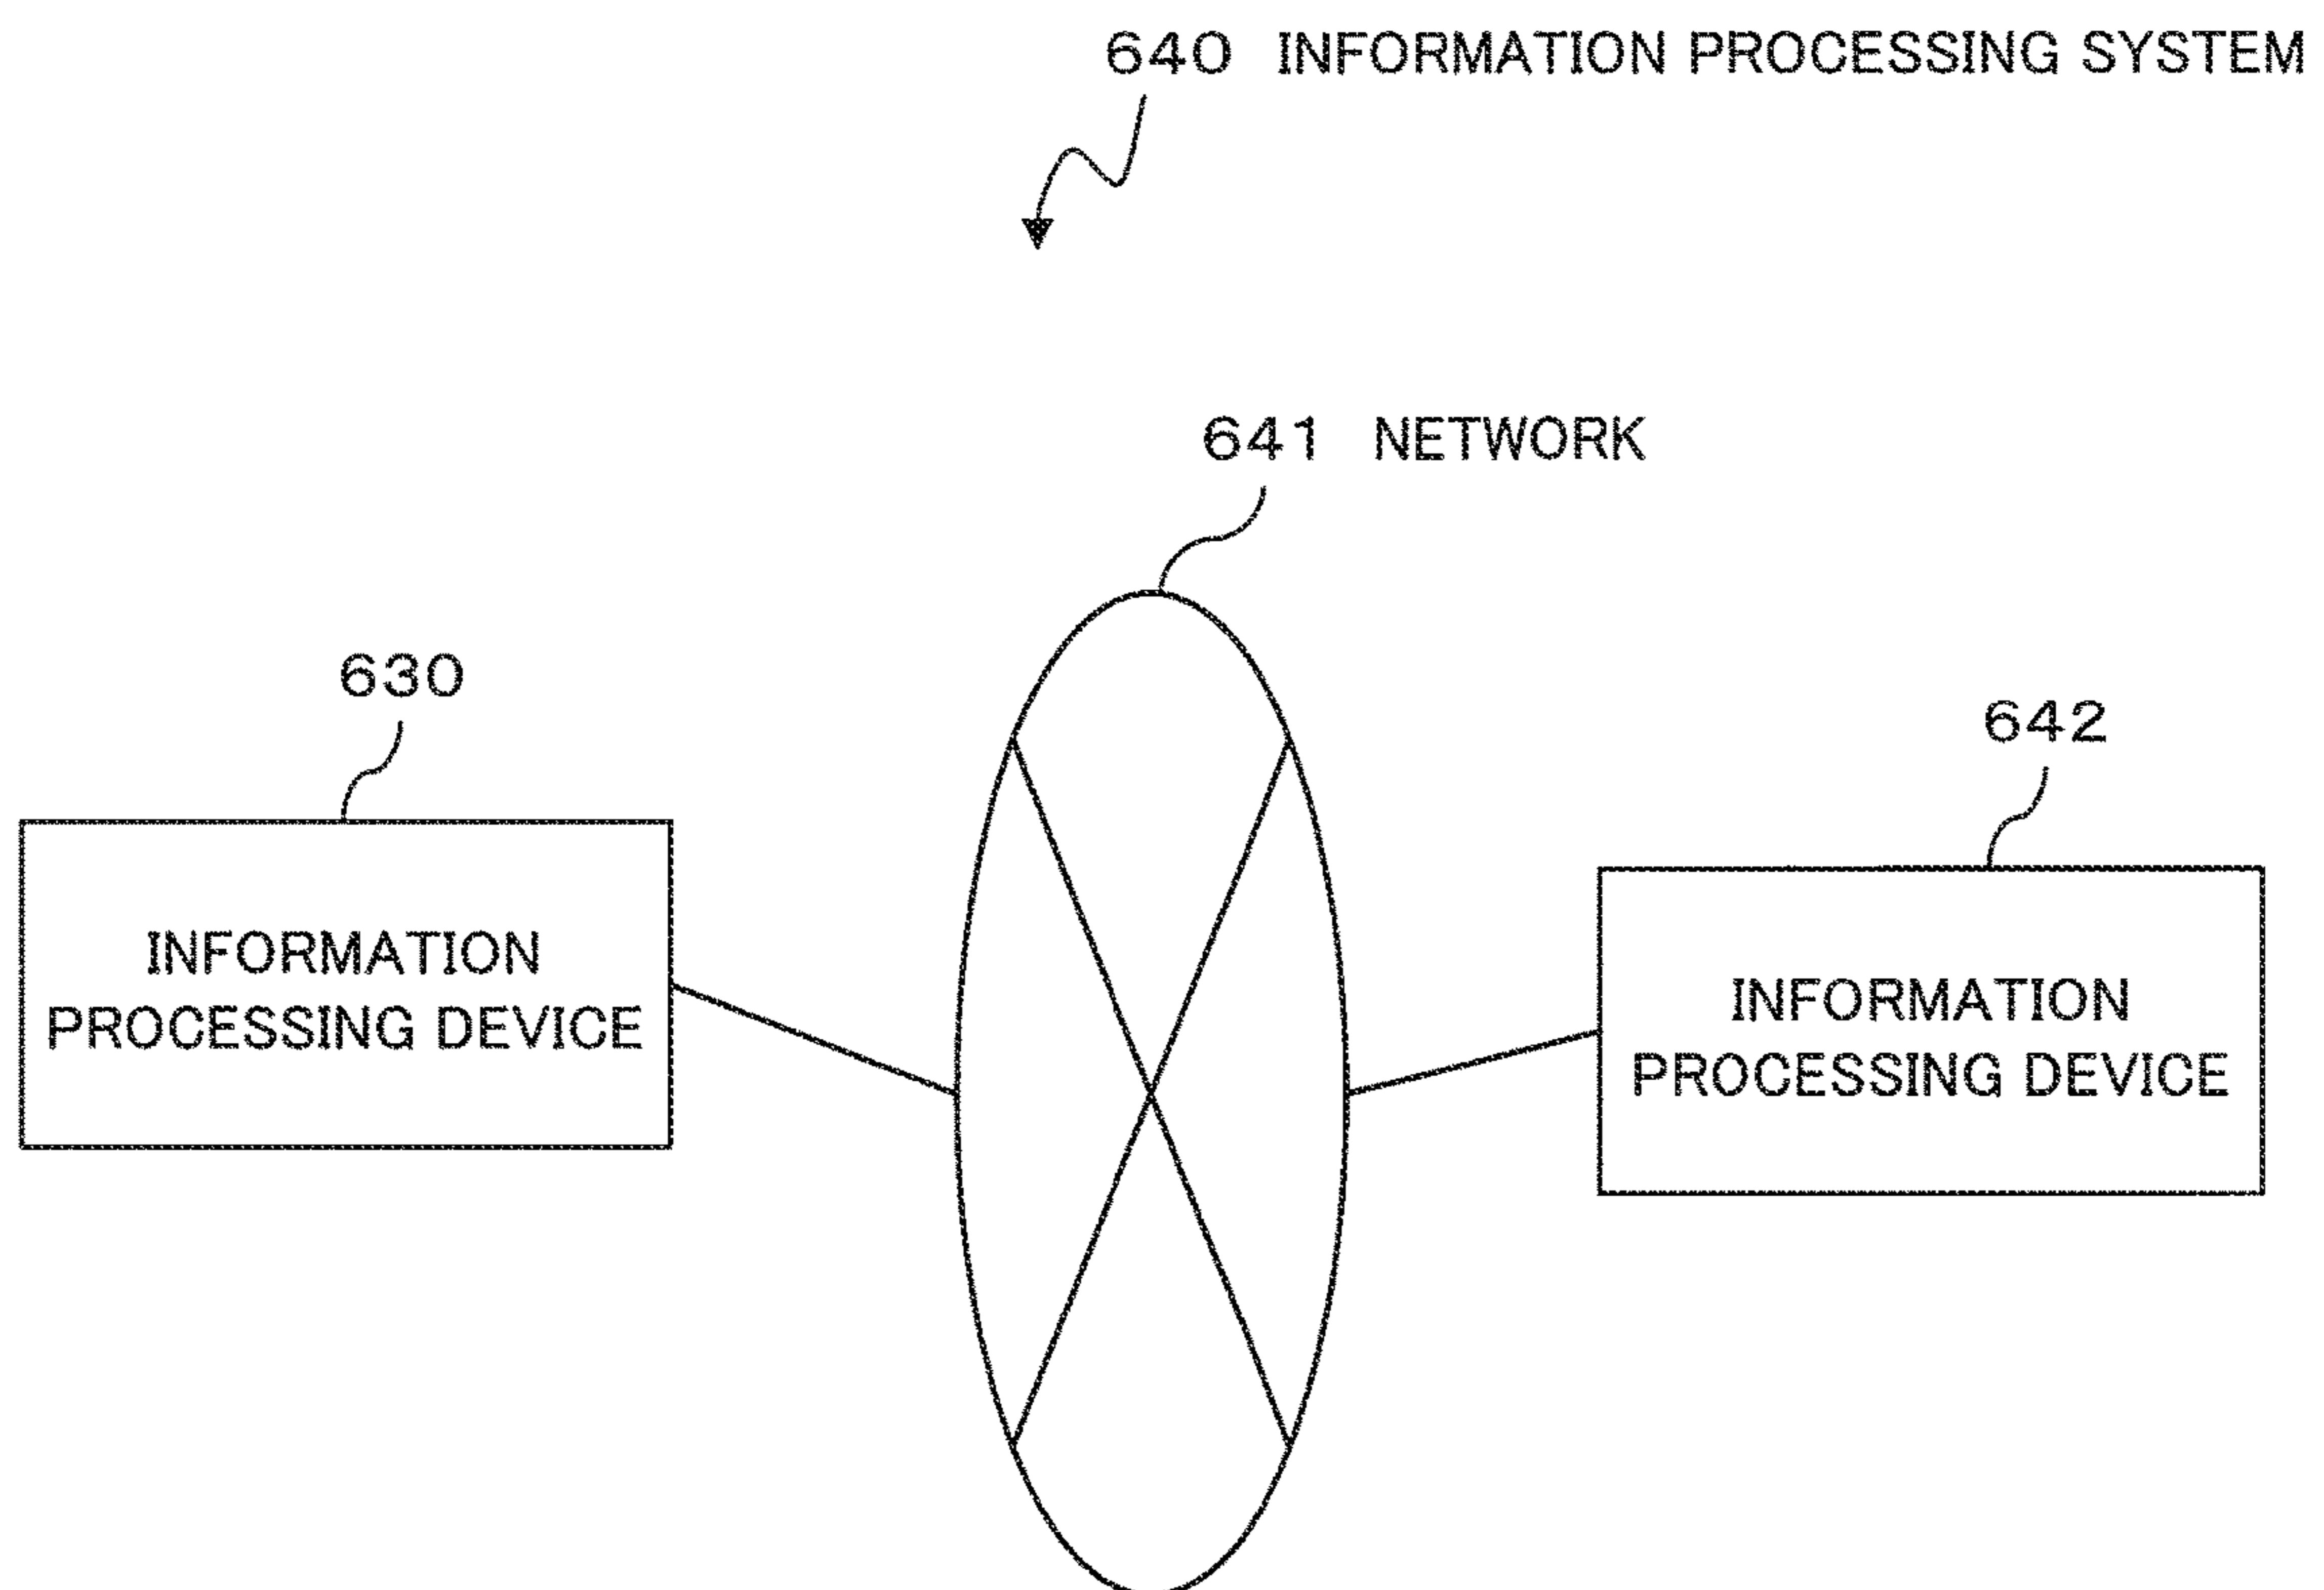 640 INFORMATION PROCESSING SYSTEM
641 NETWORK
630
642
INFORMATION
PROCESSING DEVICE
INFORMATION
PROCESSING DEVICE